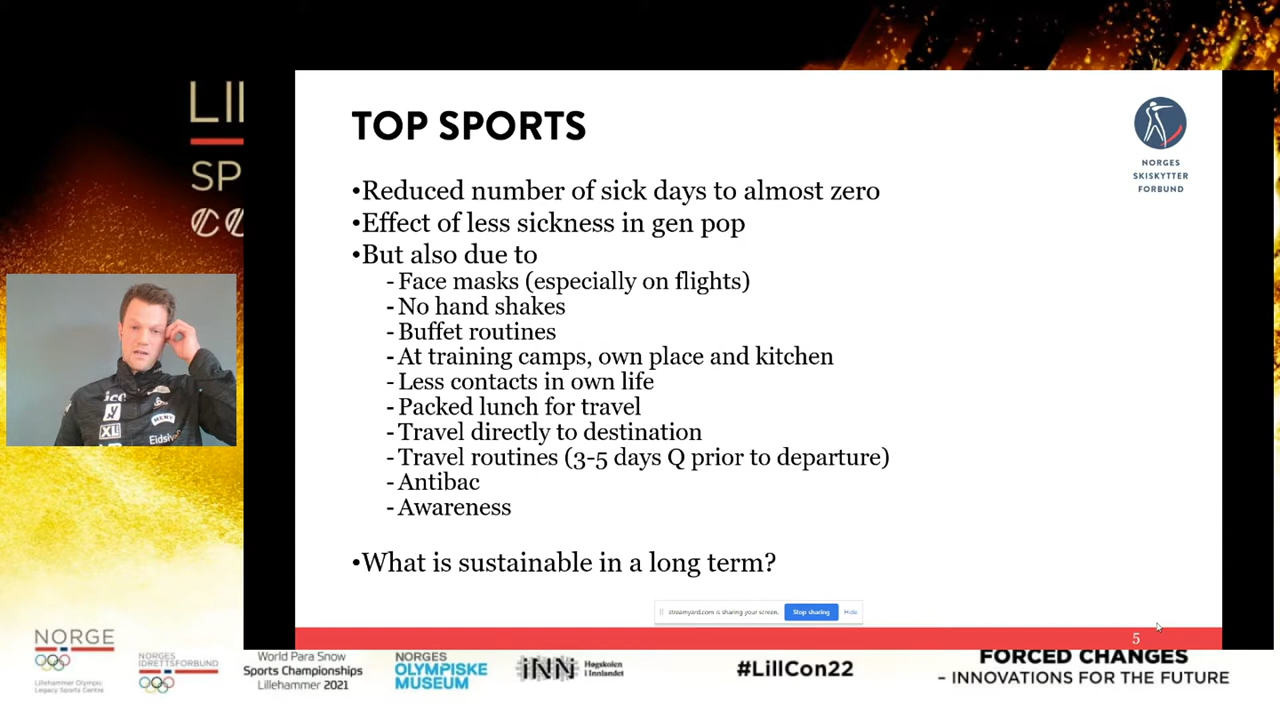 LII
SP
TOP SPORTS
NORGES
SKISKYTTER
FORBUND
•Reduced number of sick days to almost zero
•Effect of less sickness in gen pop
•But also due to
- Face masks (especially on flights)
- No hand shakes
- Buffet routines
- At training camps, own place and kitchen
- Less contacts in own life
- Packed lunch for travel
- Travel directly to destination
- Travel routines (3-5 days Q prior to departure)
- Antibac
- Awareness
•What is sustainable in a long term?
streamyard.com is sharing your screen.
Stop sharing
Hide
5
XL
Eidsiv
NORGE
Lillehammer Olympic
Legacy Sports Centre
NORGES
IDRETTSFORBUND
World Para Snow
Sports Championships
Lillehammer 2021
NORGES
OLYMPISKE
MUSEUM
iNN
Høgskolen
i Innlandet
#LillCon22
FORCED CHANGES
– INNOVATIONS FOR THE FUTURE